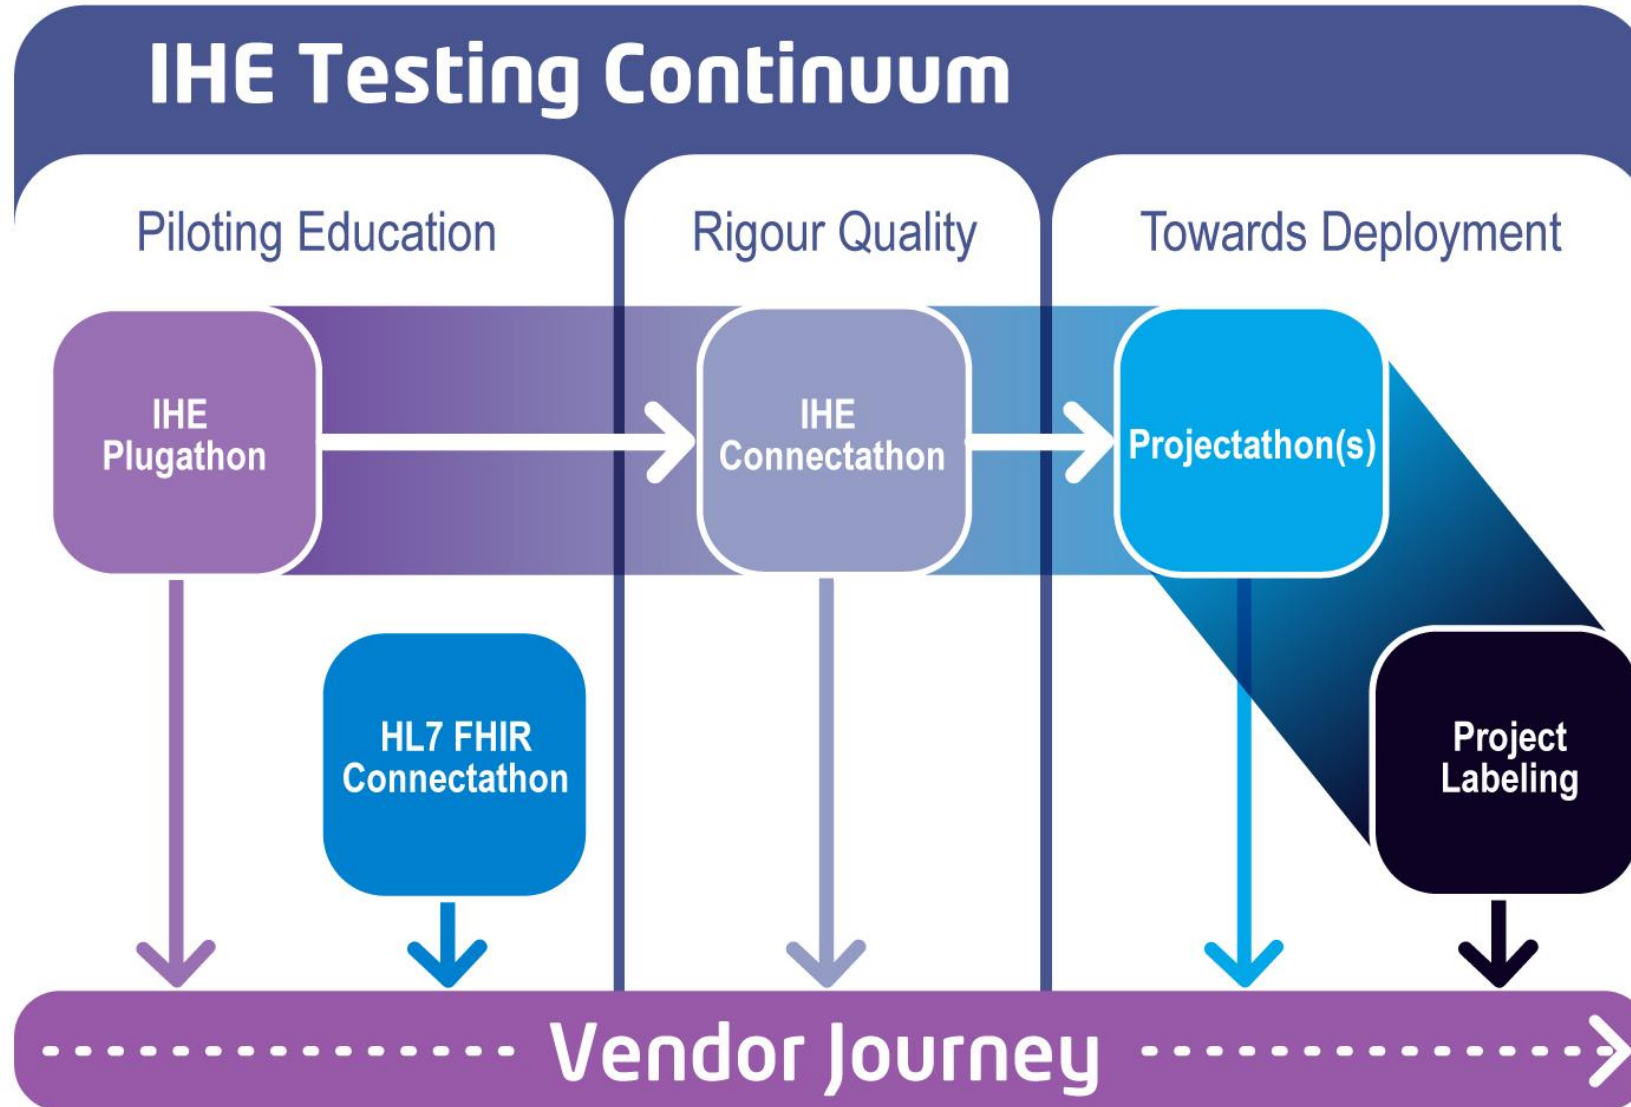 IHE Testing Continuum
Piloting Education
Rigour Quality
Towards Deployment
IHE
Plugathon
IHE
Connectathon
Projectathon(s)
HL7 FHIR
Connectathon
Project
Labeling
Vendor Journey